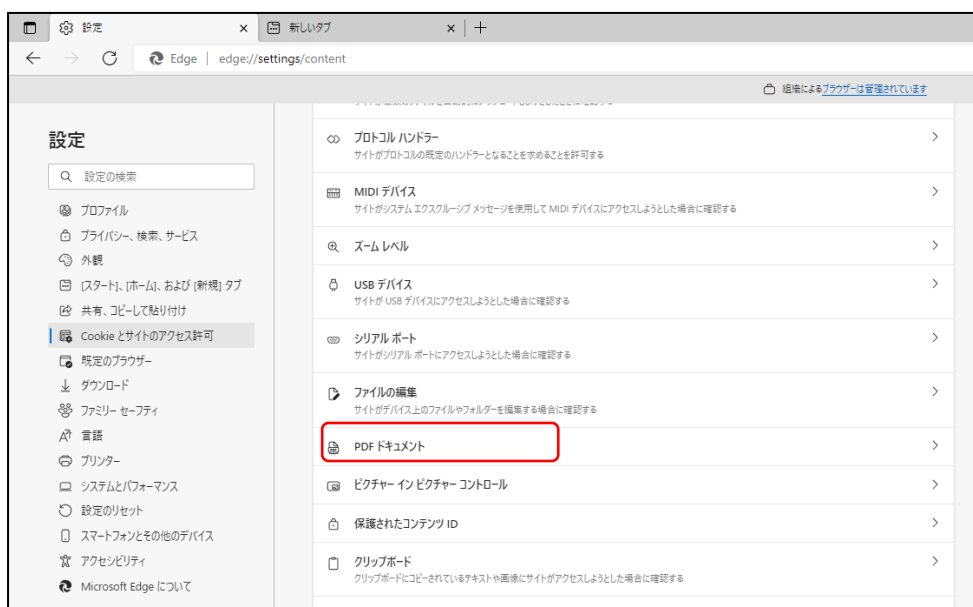 設定
新しいタブ
Edge | edge://settings/content
組織によるブラウザーは管理されています
設定
設定の検索
プロファイル
プライバシー、検索、サービス
外観
[スタート]、[ホーム]、および [新規] タブ
共有、コピーして貼り付け
Cookie とサイトのアクセス許可
既定のブラウザー
ダウンロード
ファミリー セーフティ
言語
プリンター
システムとパフォーマンス
設定のリセット
スマートフォンとその他のデバイス
アクセシビリティ
Microsoft Edge について
プロトコル ハンドラー
サイトがプロトコルの既定のハンドラーとなることを求めることを許可する
MIDI デバイス
サイトがシステム エクスクルーシブ メッセージを使用して MIDI デバイスにアクセスしようとした場合に確認する
ズーム レベル
USB デバイス
サイトが USB デバイスにアクセスしようとした場合に確認する
シリアル ポート
サイトがシリアル ポートにアクセスしようとした場合に確認する
ファイルの編集
サイトがデバイス上のファイルやフォルダーを編集する場合に確認する
PDF ドキュメント
ピクチャー イン ピクチャー コントロール
保護されたコンテンツ ID
クリップボード
クリップボードにコピーされているテキストや画像にサイトがアクセスしようとした場合に確認する